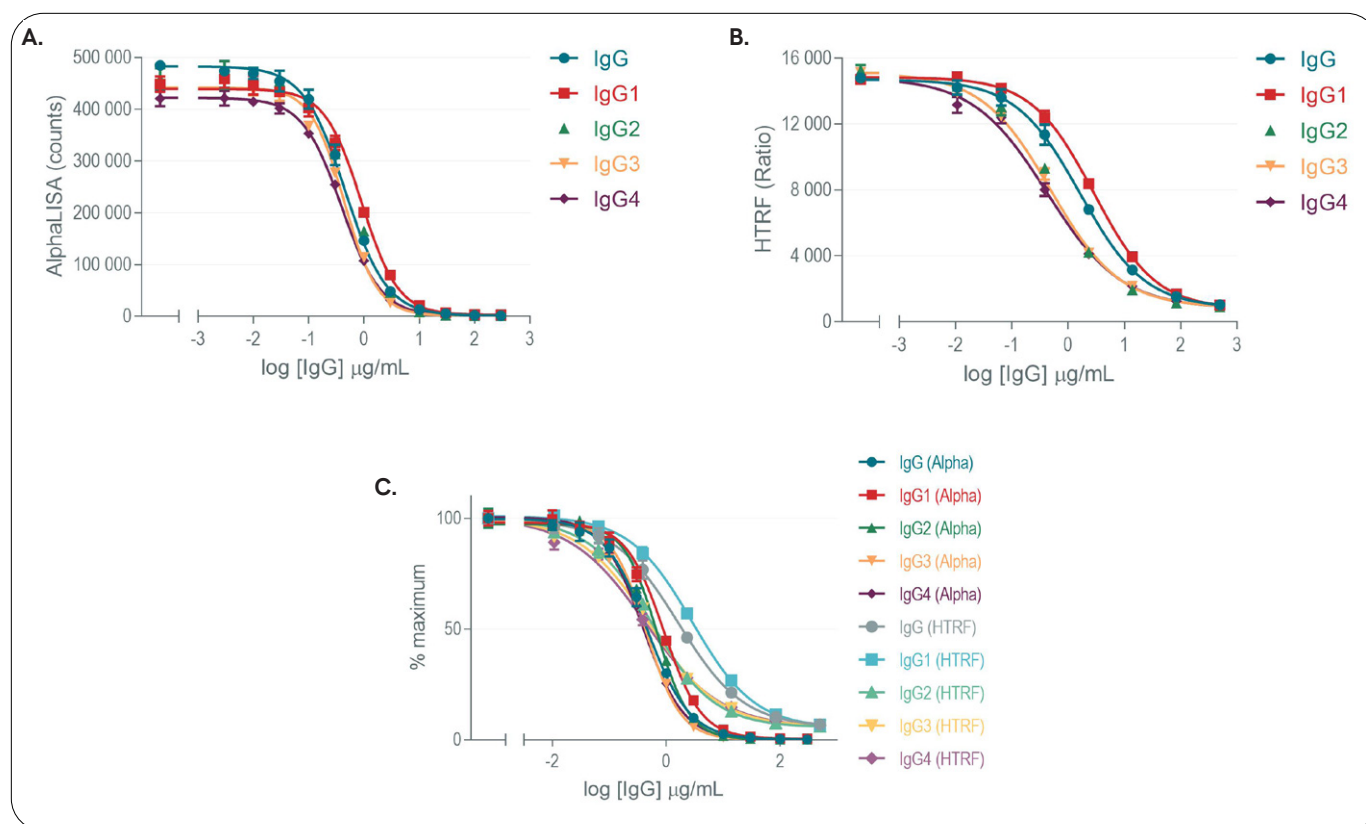 A.
500 000
400 000
300 000
200 000
100 000
0
AlphaLISA (counts)
-3 -2 -1 0 1 2 3
log [IgG] µg/mL
IgG
IgG1
IgG2
IgG3
IgG4
B.
16 000
12 000
8 000
4 000
0
HTRF (Ratio)
-3 -2 -1 0 1 2 3
log [IgG] µg/mL
IgG
IgG1
IgG2
IgG3
IgG4
C.
100
50
0
% maximum
-2 0 2
log [IgG] µg/mL
IgG (Alpha)
IgG1 (Alpha)
IgG2 (Alpha)
IgG3 (Alpha)
IgG4 (Alpha)
IgG (HTRF)
IgG1 (HTRF)
IgG2 (HTRF)
IgG3 (HTRF)
IgG4 (HTRF)